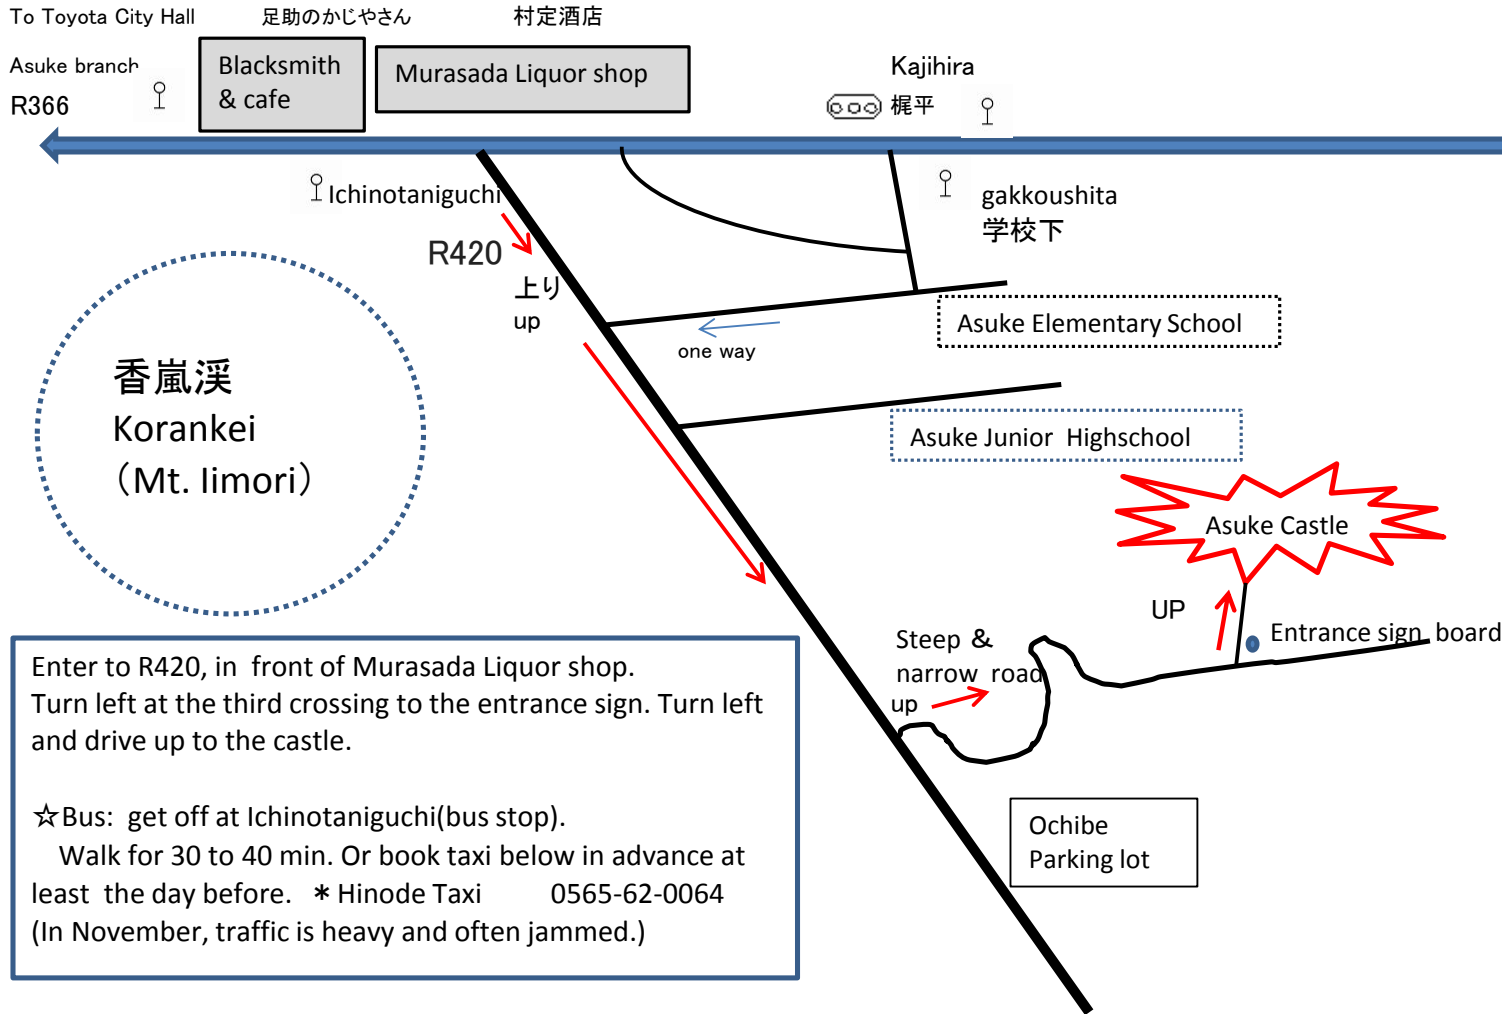 To Toyota City Hall
足助のかじやさん
村定酒店
Asuke branch
R366
Blacksmith
& cafe
Murasada Liquor shop
Kajihira
梶平
Ichinotaniguchi
gakkoushita
学校下
R420
上り
up
one way
Asuke Elementary School
香嵐渓
Korankei
（Mt. Iimori）
Asuke Junior Highschool
Asuke Castle
UP
Entrance sign board
Steep &
narrow road
up
Ochibe
Parking lot
Enter to R420, in front of Murasada Liquor shop.
Turn left at the third crossing to the entrance sign. Turn left
and drive up to the castle.
☆Bus: get off at Ichinotaniguchi(bus stop).
Walk for 30 to 40 min. Or book taxi below in advance at
least the day before. ＊Hinode Taxi 0565-62-0064
(In November, traffic is heavy and often jammed.)